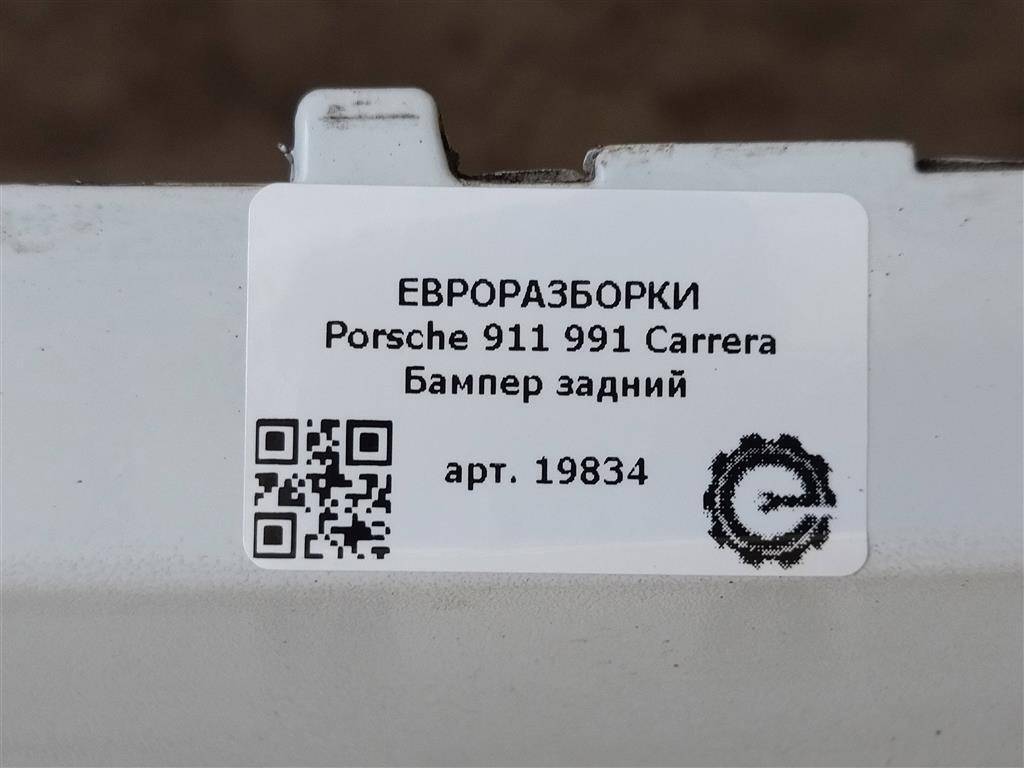 ЕВРОРАЗБОРКИ
Porsche 911 991 Carrera
Бампер задний
арт. 19834